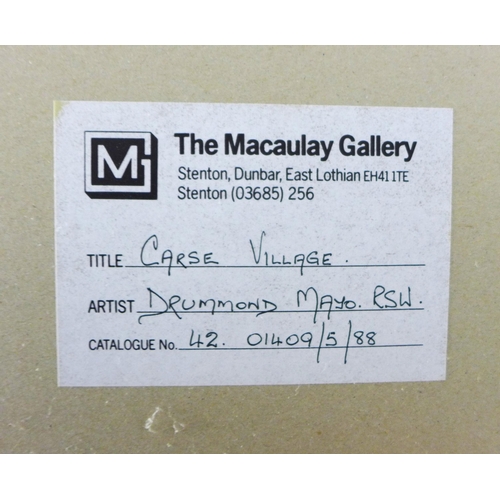 M
The Macaulay Gallery
Stenton, Dunbar, East Lothian EH41 1TE
Stenton (03685) 256
TITLE CARSE VILLAGE.
ARTIST DRUMMOND MAYO. RSW.
CATALOGUE No. 42. 01409/5/88